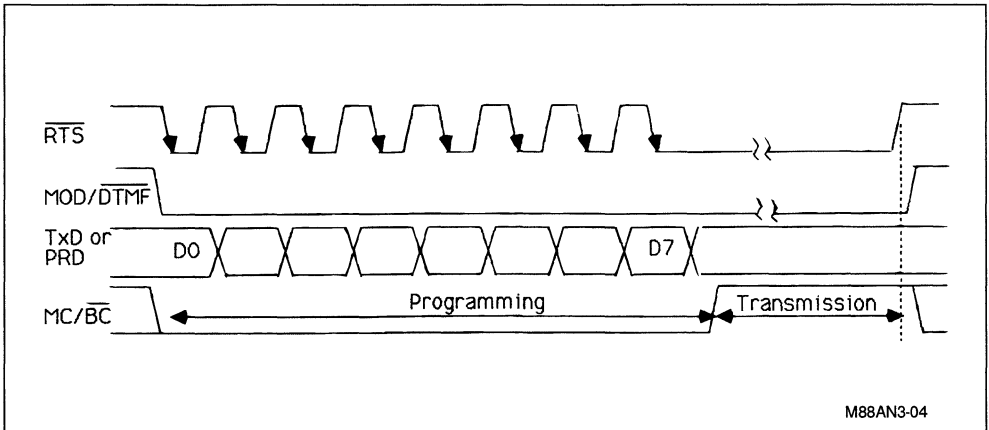 RTS
MOD/DTMF
TxD or
PRD
D0
D7
MC/BC
Programming
Transmission
M88AN3-04